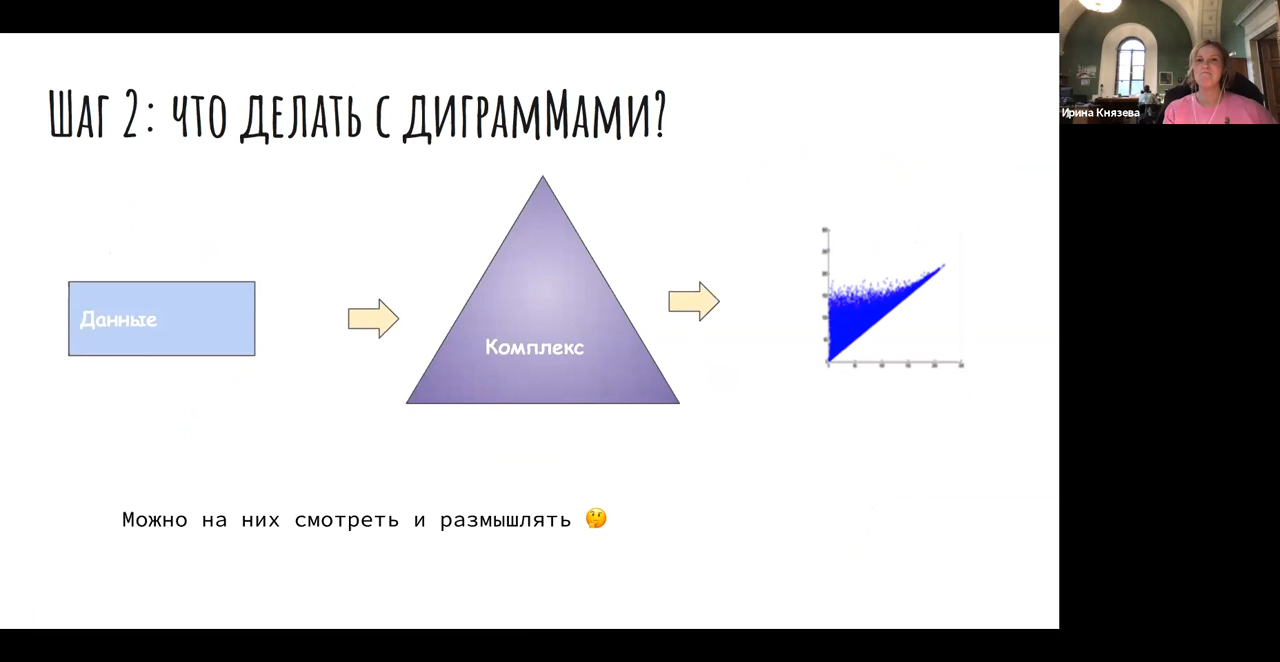 Шаг 2: что делать с диграмМами?
Ирина Князева
Данные
Комплекс
Можно на них смотреть и размышлять 🤔